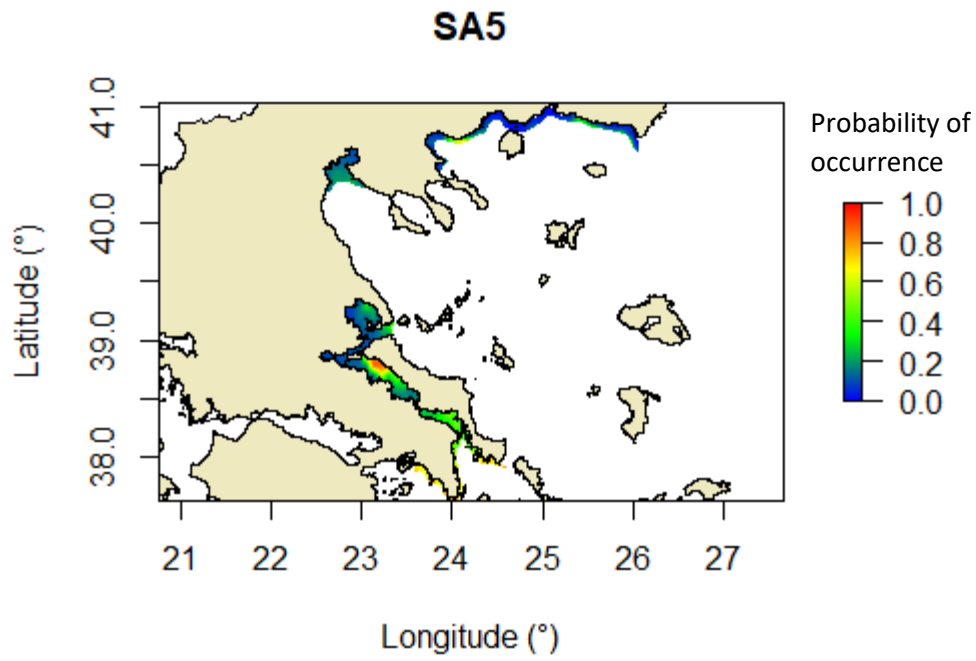 SA5
Probability of
occurrence
1.0
0.8
0.6
0.4
0.2
0.0
Latitude (°)
41.0
40.0
39.0
38.0
21 22 23 24 25 26 27
Longitude (°)